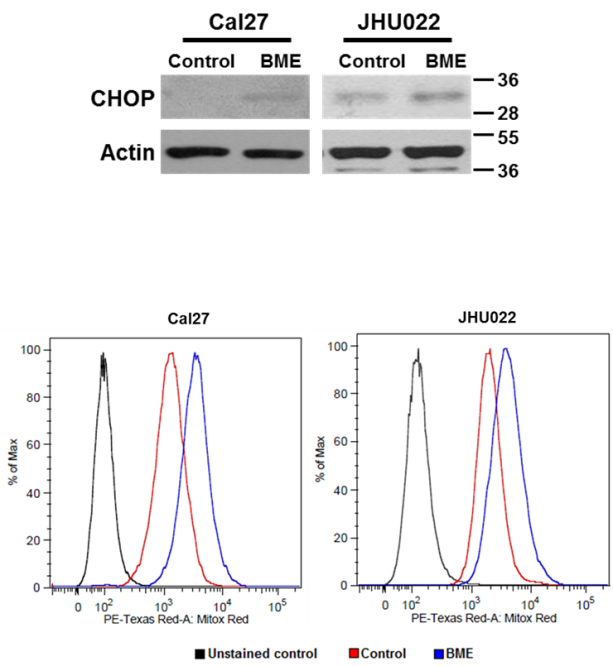 Cal27 JHU022
Control BME Control BME
CHOP 36
28
Actin 55
36
Cal27 JHU022
100 100
80 80
60 60
40 40
20 20
0 0
% of Max % of Max
0 10² 10³ 10⁴ 10⁵ 0 10² 10³ 10⁴ 10⁵
PE-Texas Red-A: Mitox Red PE-Texas Red-A: Mitox Red
Unstained control Control BME